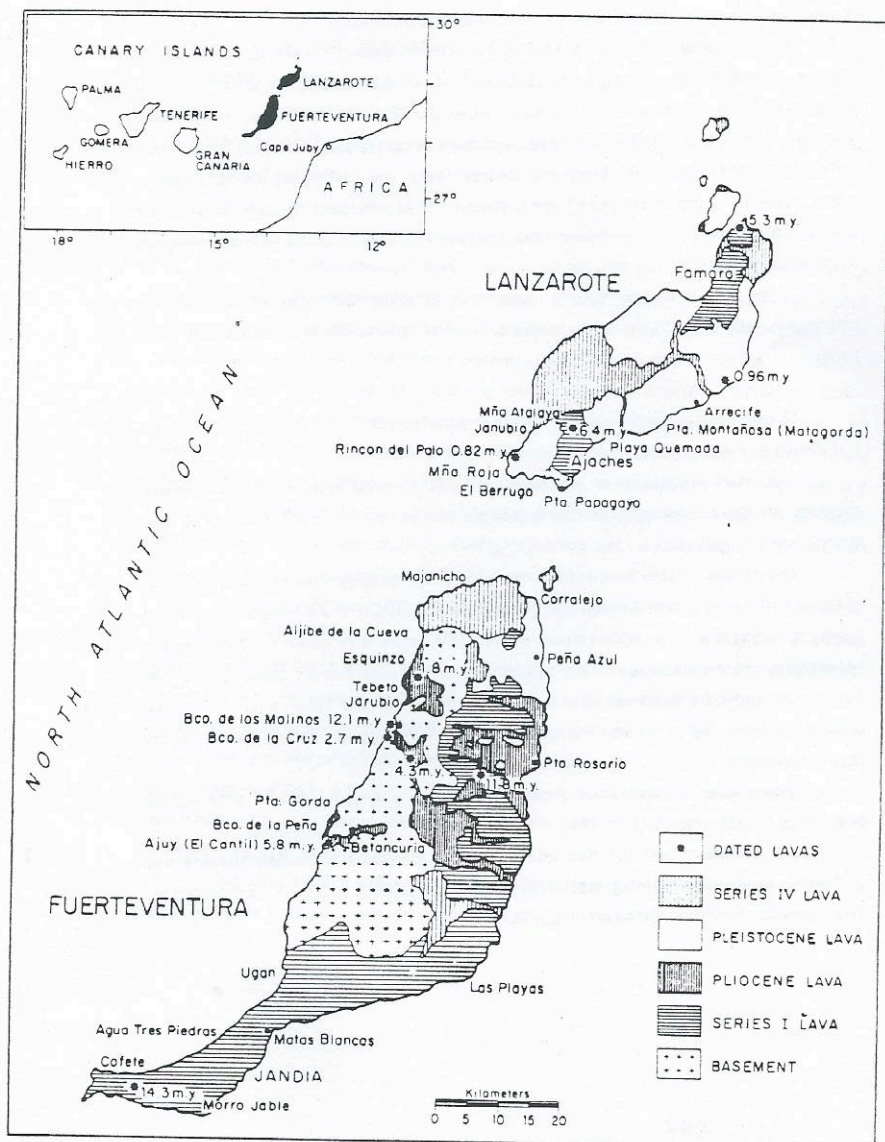 30°
CANARY ISLANDS
LANZAROTE
PALMA
TENERIFE
FUERTEVENTURA
GOMERA
Cape Juby
HIERRO
GRAN
CANARIA
AFRICA
27°
18°
15°
12°
5.3 m.y.
Famara
LANZAROTE
0.96 m.y
Mña Atalaya
Arrecife
Janubio
6.4 m.y.
Pta. Montañosa (Matagorda)
Rincon del Palo 0.82 m.y
Playa Quemada
Ajaches
Mña Roja
El Berrugo
Pta Papagayo
NORTH ATLANTIC OCEAN
Majanicho
Corralejo
Aljibe de la Cueva
Esquinzo
Peña Azul
1.8 m.y.
Tebeto
Jarubio
Bco. de los Molinos 12.1 m.y
Bco. de la Cruz 2.7 m.y
Pta Rosario
4.3 m.y.
11.8 m.y.
Pta. Gorda
Bco. de la Peña
Ajuy (El Cantil) 5.8 m.y.
Betancuria
FUERTEVENTURA
Ugan
Las Playas
Agua Tres Piedras
Matas Blancas
Cofete
JANDIA
14.3 m.y.
Morro Jable
Kilometers
0 5 10 15 20
DATED LAVAS
SERIES IV LAVA
PLEISTOCENE LAVA
PLIOCENE LAVA
SERIES I LAVA
BASEMENT